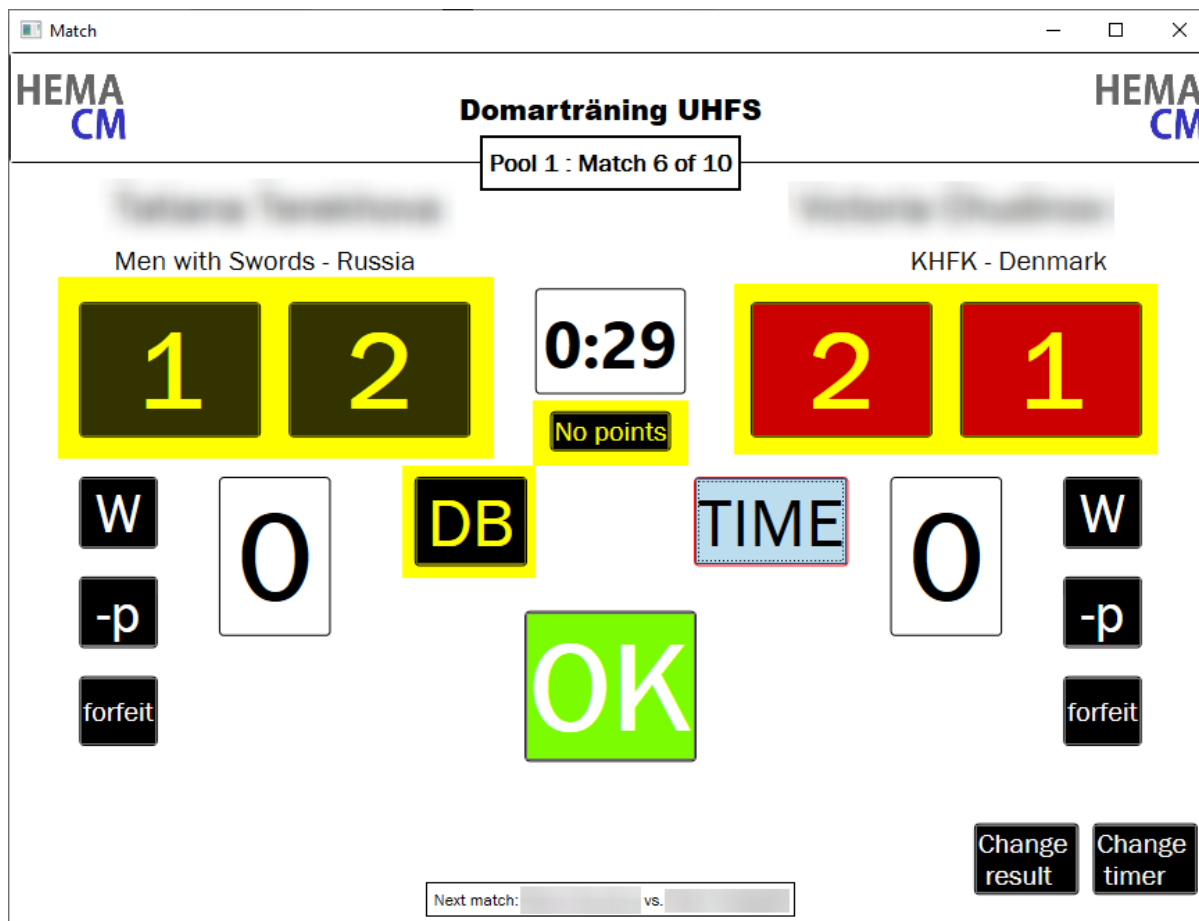 Match
HEMA
CM
HEMA
CM
Domarträning UHFS
Pool 1 : Match 6 of 10
Men with Swords - Russia
KHFK - Denmark
1 2
0:29
2 1
No points
W
0
DB
TIME
0
W
-p
-p
OK
forfeit
forfeit
Change
result
Change
timer
Next match: vs.